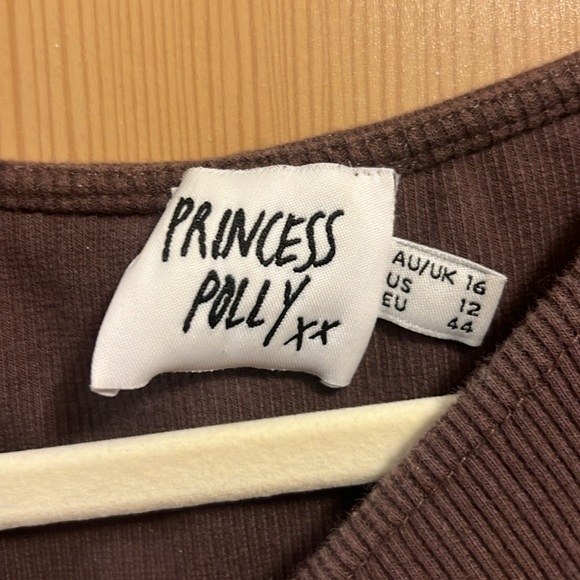 PRINCESS
POLLY xx
AU/UK 16
US 12
EU 44